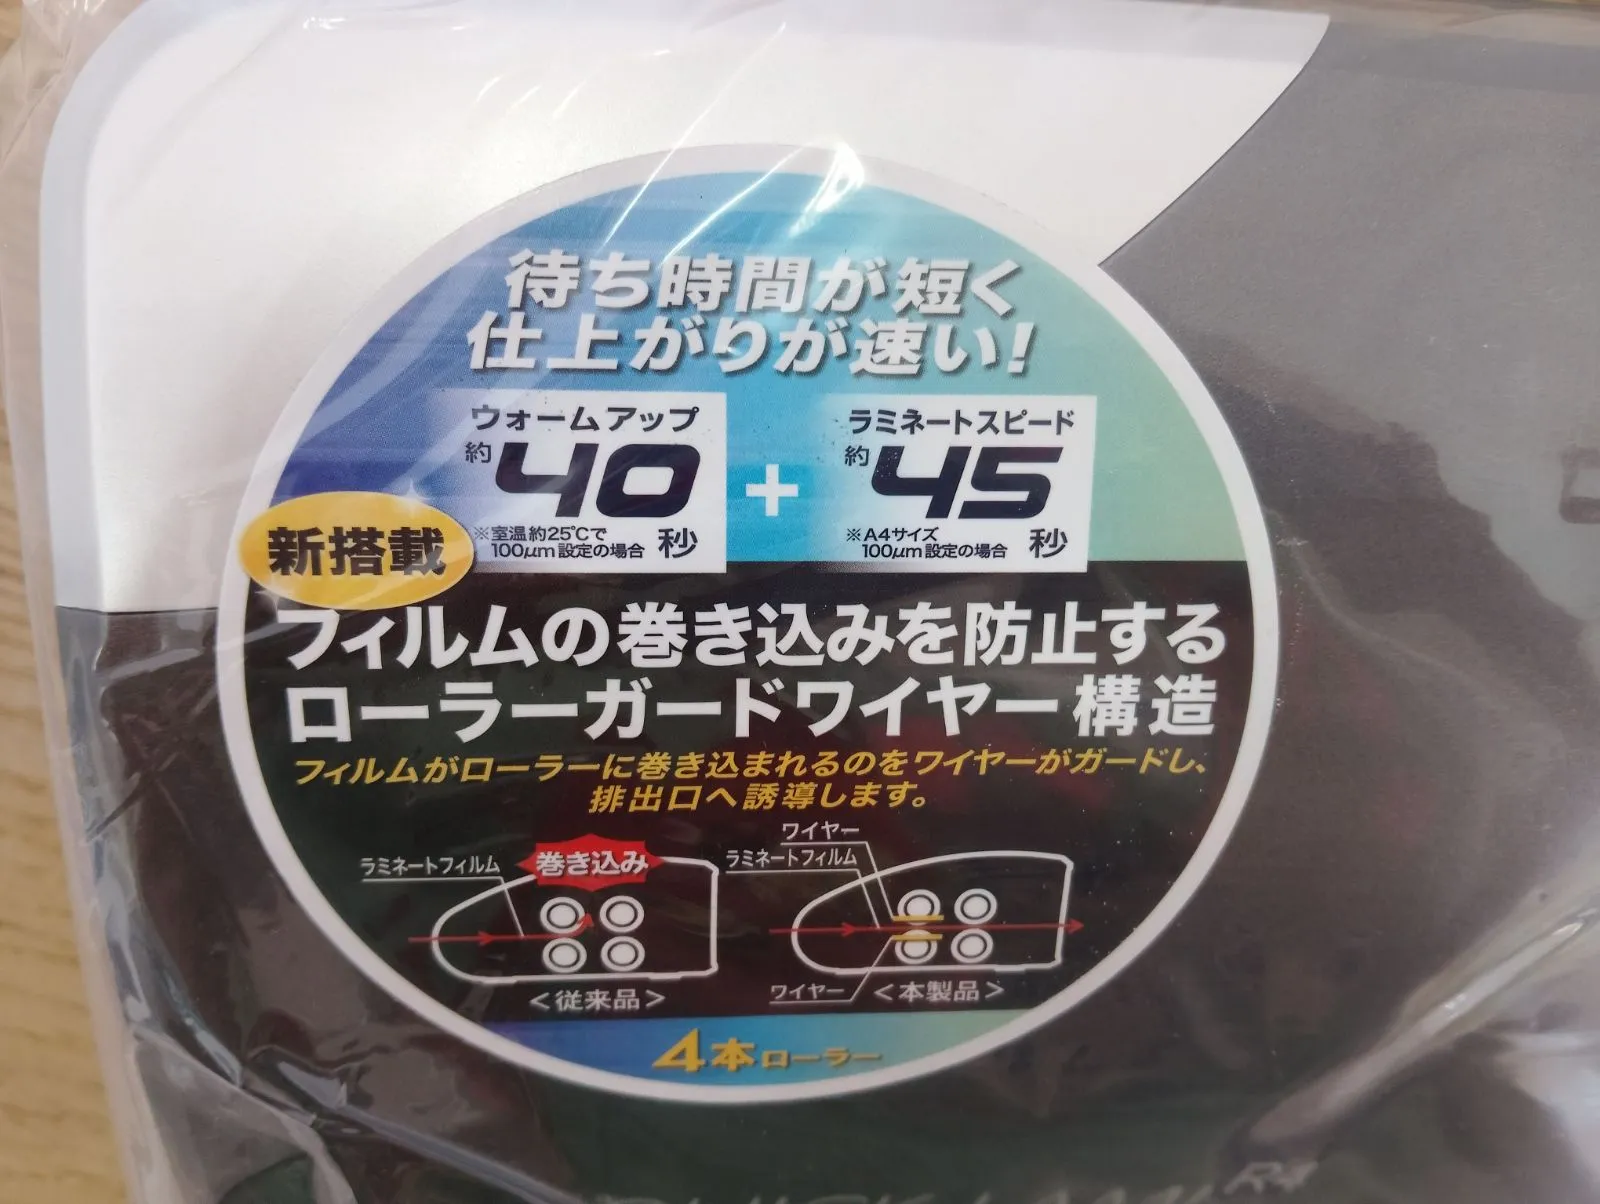 待ち時間が短く
仕上がりが速い!
ウォームアップ
約40秒
※室温約25℃で
100μm設定の場合
+
ラミネートスピード
約45秒
※A4サイズ
100μm設定の場合
新搭載
フィルムの巻き込みを防止する
ローラーガードワイヤー構造
フィルムがローラーに巻き込まれるのをワイヤーがガードし、
排出口へ誘導します。
ラミネートフィルム
巻き込み
<従来品>
ワイヤー
ラミネートフィルム
ワイヤー
<本製品>
4本ローラー
R4